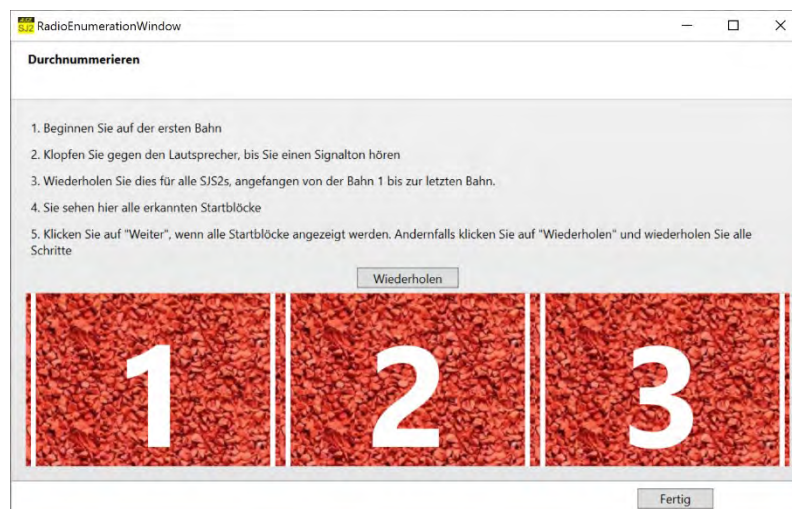 SJ2 RadioEnumerationWindow
Durchnummerieren
1. Beginnen Sie auf der ersten Bahn
2. Klopfen Sie gegen den Lautsprecher, bis Sie einen Signalton hören
3. Wiederholen Sie dies für alle SJS2s, angefangen von der Bahn 1 bis zur letzten Bahn.
4. Sie sehen hier alle erkannten Startblöcke
5. Klicken Sie auf "Weiter", wenn alle Startblöcke angezeigt werden. Andernfalls klicken Sie auf "Wiederholen" und wiederholen Sie alle
Schritte
Wiederholen
1 2 3
Fertig